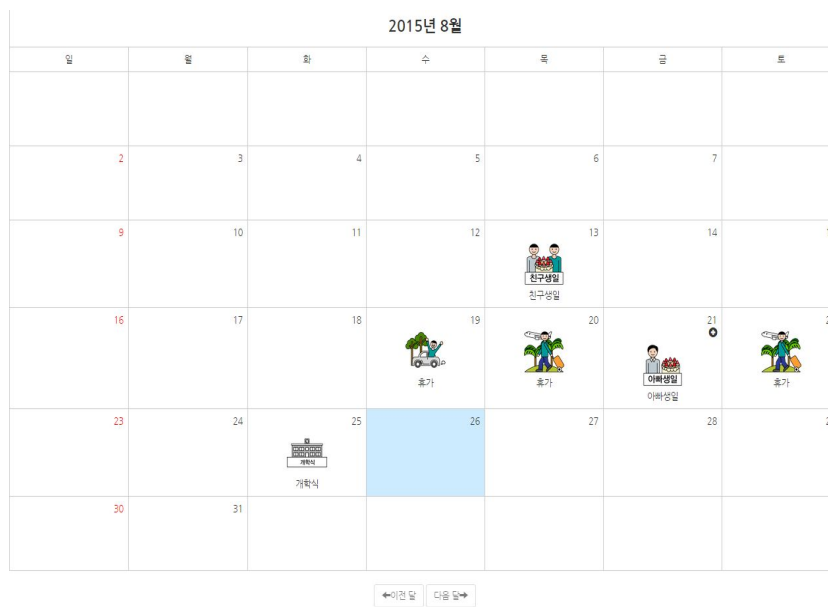 2015년 8월
일 월 화 수 목 금 토
2 3 4 5 6 7
9 10 11 12 13 14
친구생일
친구생일
16 17 18 19 20 21
아빠생일
휴가 휴가 아빠생일 휴가
23 24 25 26 27 28
개학식
개학식
30 31
이전 달 다음 달